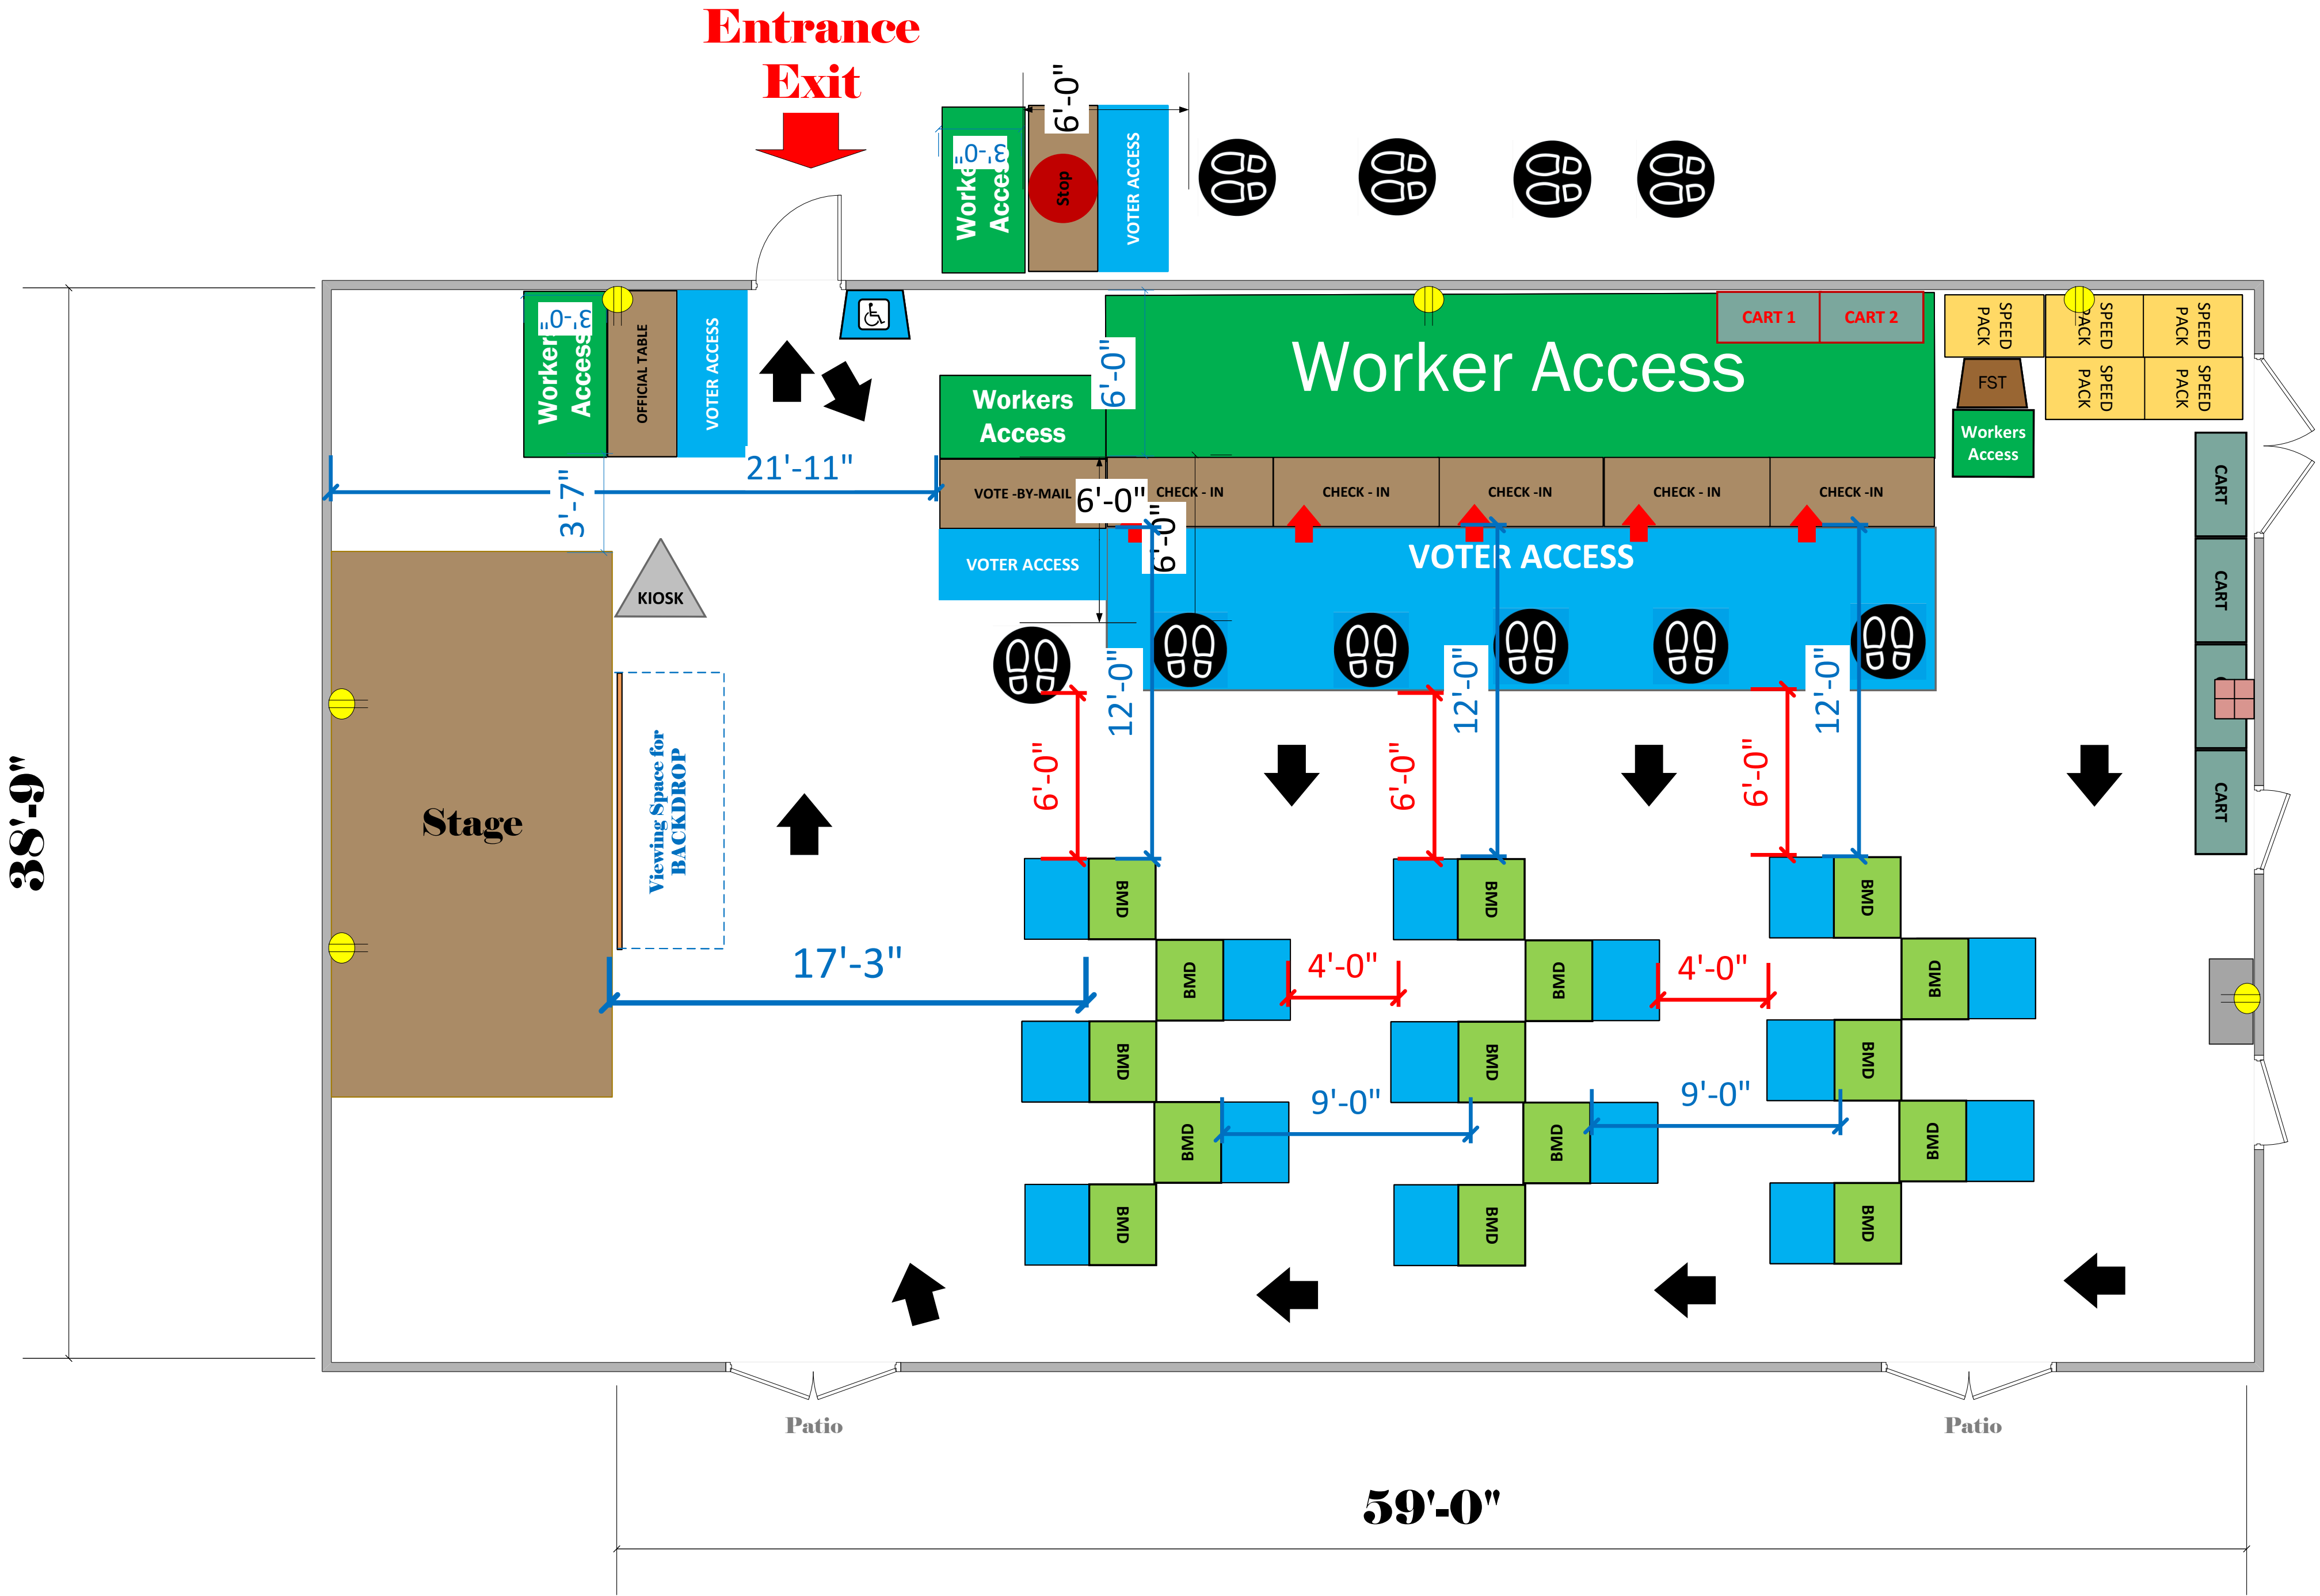 Entrance
Exit
6'-0"
3'-0"
Workers
Access
Stop
VOTER ACCESS
3'-0"
Workers
Access
OFFICIAL TABLE
VOTER ACCESS
6'-0"
Worker Access
CART 1
CART 2
SPEED
PACK
SPEED
PACK
SPEED
PACK
SPEED
PACK
SPEED
PACK
FST
Workers
Access
Workers
Access
21'-11"
3'-7"
VOTE -BY-MAIL
6'-0"
CHECK - IN
CHECK - IN
CHECK -IN
CHECK - IN
CHECK -IN
6'-0"
VOTER ACCESS
VOTER ACCESS
KIOSK
CART
CART
CART
12'-0"
12'-0"
12'-0"
6'-0"
6'-0"
6'-0"
38'-9"
Stage
Viewing Space for
BACKDROP
17'-3"
BMD
BMD
BMD
BMD
BMD
BMD
4'-0"
4'-0"
BMD
BMD
BMD
BMD
BMD
BMD
9'-0"
9'-0"
BMD
BMD
BMD
Patio
Patio
59'-0"